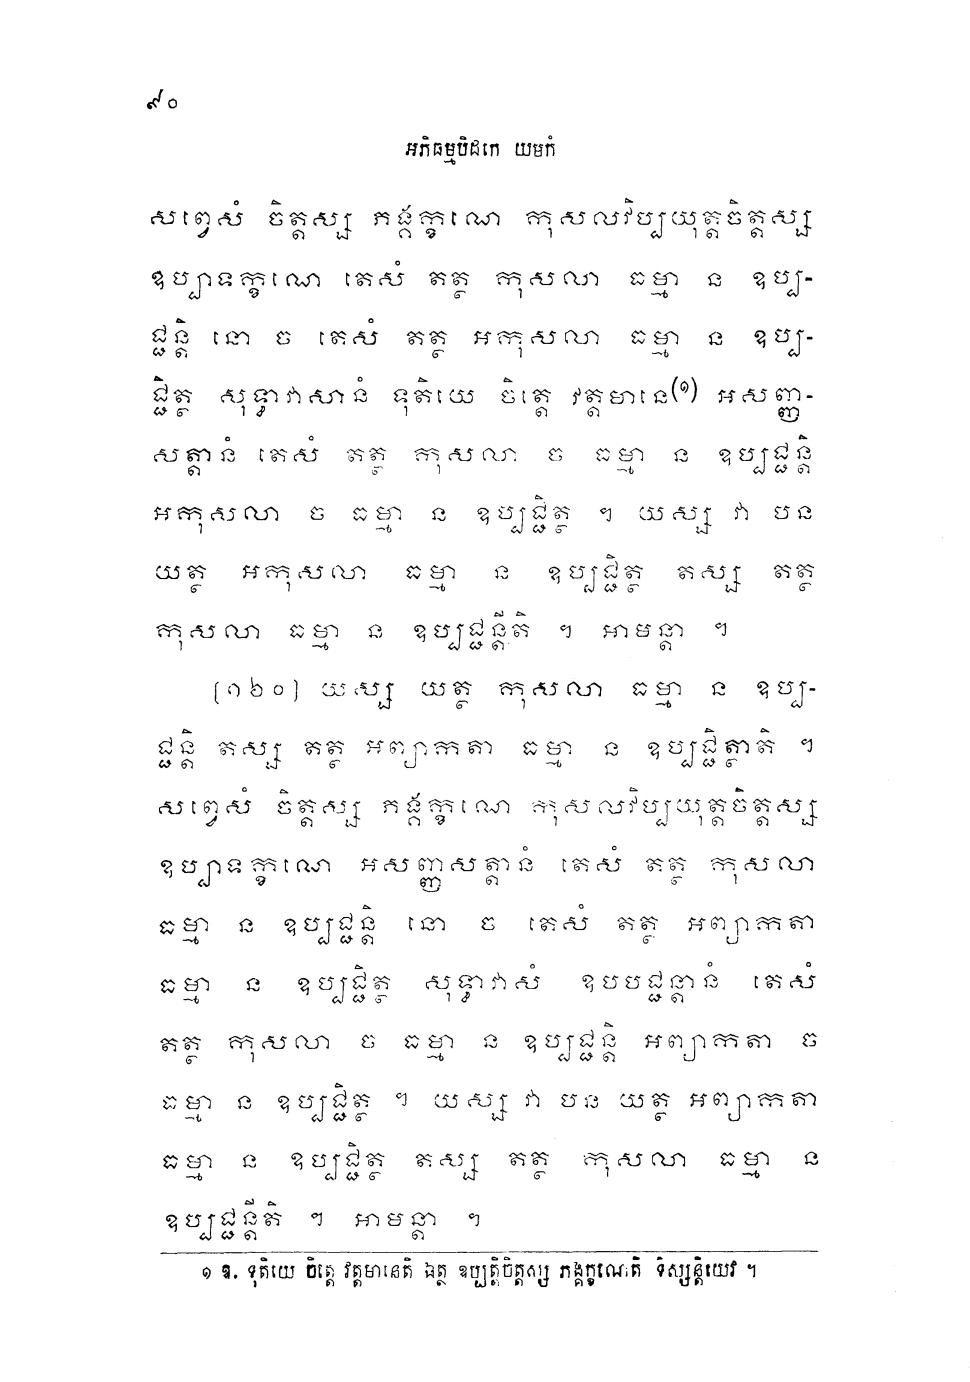 ៩០
អភិធម្មបិដកេ យមកំ
សព្វេសំ ចិត្តស្ស ភង្គក្ខណេ កុសលវិប្បយុត្តចិត្តស្ស
ឧប្បាទក្ខណេ តេសំ តត្ថ កុសលា ធម្មា ន ឧប្ប-
ជ្ជន្តិ នោ ច តេសំ តត្ថ អកុសលា ធម្មា ន ឧប្ប-
ជ្ជិត្ថ សុទ្ធាវាសានំ ទុតិយេ ចិត្តេ វត្តមានេ(១) អសញ្ញ-
សត្តានំ តេសំ តត្ថ កុសលា ច ធម្មា ន ឧប្បជ្ជន្តិ
អកុសលា ច ធម្មា ន ឧប្បជ្ជិត្ថ ។ យស្ស វា បន
យត្ថ អកុសលា ធម្មា ន ឧប្បជ្ជិត្ថ តស្ស តត្ថ
កុសលា ធម្មា ន ឧប្បជ្ជន្តីតិ ។ អាមន្តា ។
[១២០] យស្ស យត្ថ កុសលា ធម្មា ន ឧប្ប-
ជ្ជន្តិ តស្ស តត្ថ អព្យាកតា ធម្មា ន ឧប្បជ្ជិត្ថាតិ ។
សព្វេសំ ចិត្តស្ស ភង្គក្ខណេ កុសលវិប្បយុត្តចិត្តស្ស
ឧប្បាទក្ខណេ អសញ្ញសត្តានំ តេសំ តត្ថ កុសលា
ធម្មា ន ឧប្បជ្ជន្តិ នោ ច តេសំ តត្ថ អព្យាកតា
ធម្មា ន ឧប្បជ្ជិត្ថ សុទ្ធាវាសំ ឧបបជ្ជន្តានំ តេសំ
តត្ថ កុសលា ច ធម្មា ន ឧប្បជ្ជន្តិ អព្យាកតា ច
ធម្មា ន ឧប្បជ្ជិត្ថ ។ យស្ស វា បន យត្ថ អព្យាកតា
ធម្មា ន ឧប្បជ្ជិត្ថ តស្ស តត្ថ កុសលា ធម្មា ន
ឧប្បជ្ជន្តីតិ ។ អាមន្តា ។
១ ឱ. ទុតិយេ ចិត្តេ វត្តមានេតិ ឯត្ថ ឧប្បត្តិចិត្តស្ស ភង្គក្ខណេតិ ទិស្សន្តិយេវ ។